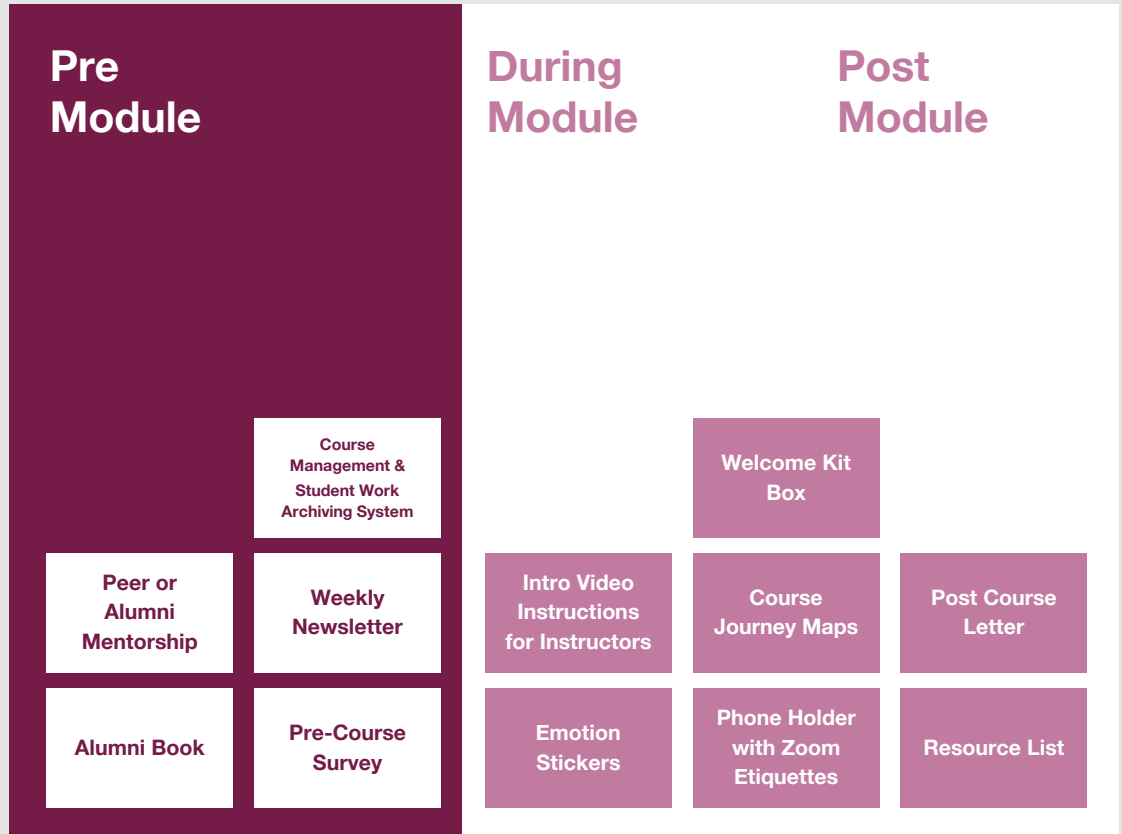 Pre
Module
During
Module
Post
Module
Course
Management &
Student Work
Archiving System
Welcome Kit
Box
Peer or
Alumni
Mentorship
Weekly
Newsletter
Intro Video
Instructions
for Instructors
Course
Journey Maps
Post Course
Letter
Alumni Book
Pre-Course
Survey
Emotion
Stickers
Phone Holder
with Zoom
Etiquettes
Resource List